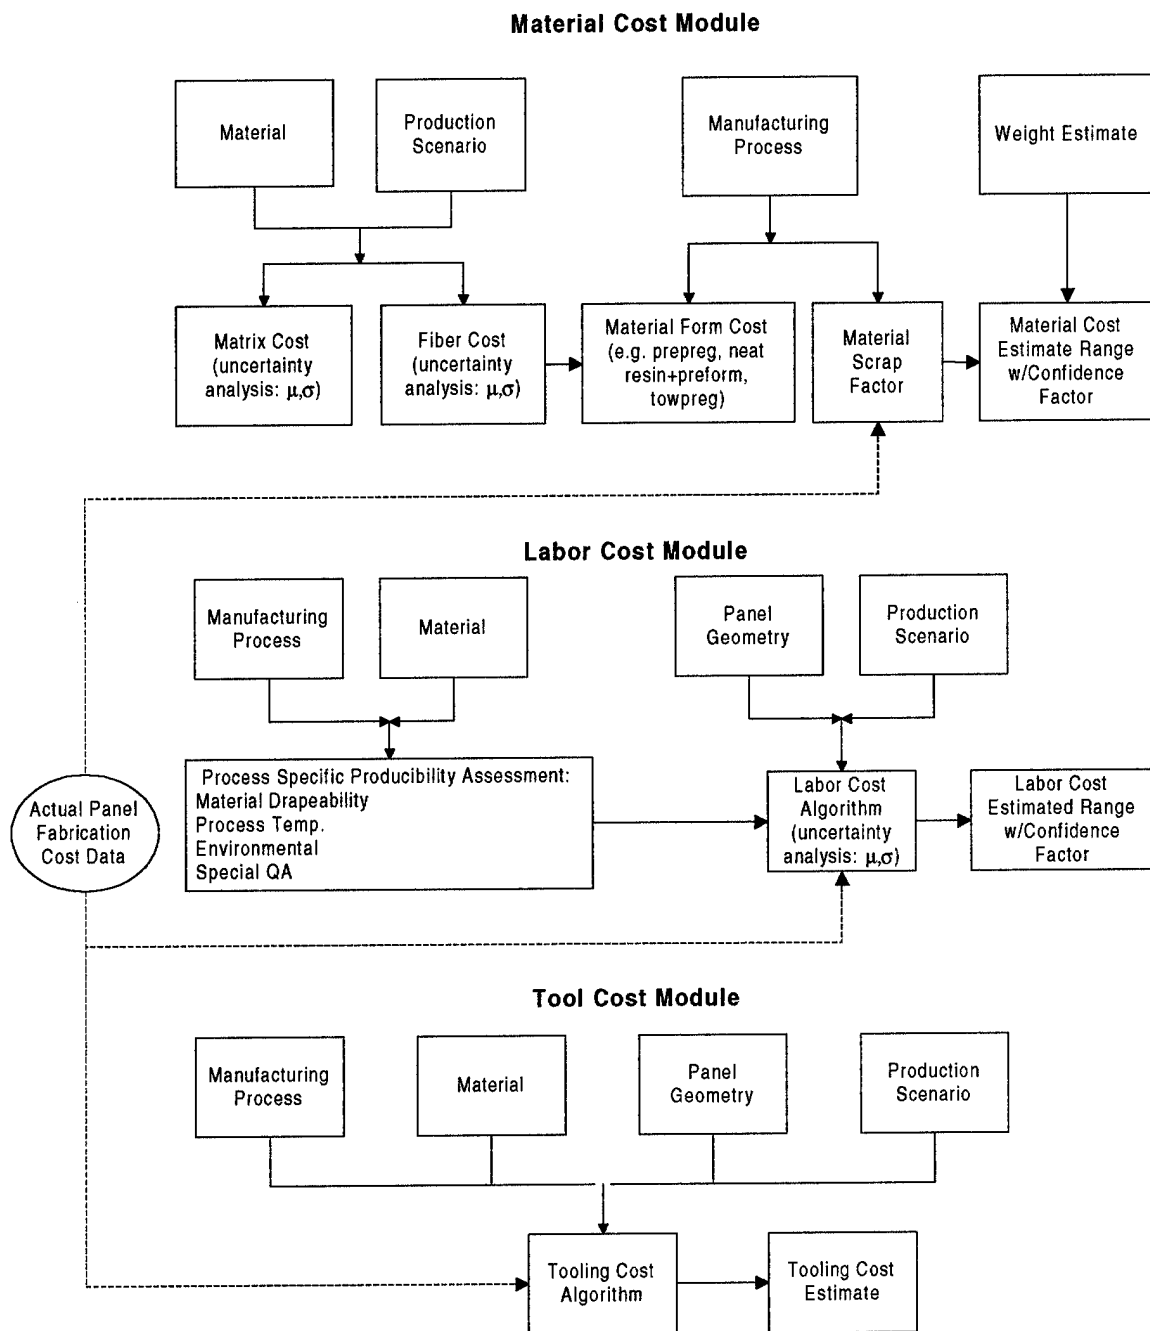 Material Cost Module
Material
Production
Scenario
Manufacturing
Process
Weight Estimate
Matrix Cost
(uncertainty
analysis: μ,σ)
Fiber Cost
(uncertainty
analysis: μ,σ)
Material Form Cost
(e.g. prepreg, neat
resin+preform,
towpreg)
Material
Scrap
Factor
Material Cost
Estimate Range
w/Confidence
Factor
Labor Cost Module
Manufacturing
Process
Material
Panel
Geometry
Production
Scenario
Actual Panel
Fabrication
Cost Data
Process Specific Producibility Assessment:
Material Drapeability
Process Temp.
Environmental
Special QA
Labor Cost
Algorithm
(uncertainty
analysis: μ,σ)
Labor Cost
Estimated Range
w/Confidence
Factor
Tool Cost Module
Manufacturing
Process
Material
Panel
Geometry
Production
Scenario
Tooling Cost
Algorithm
Tooling Cost
Estimate